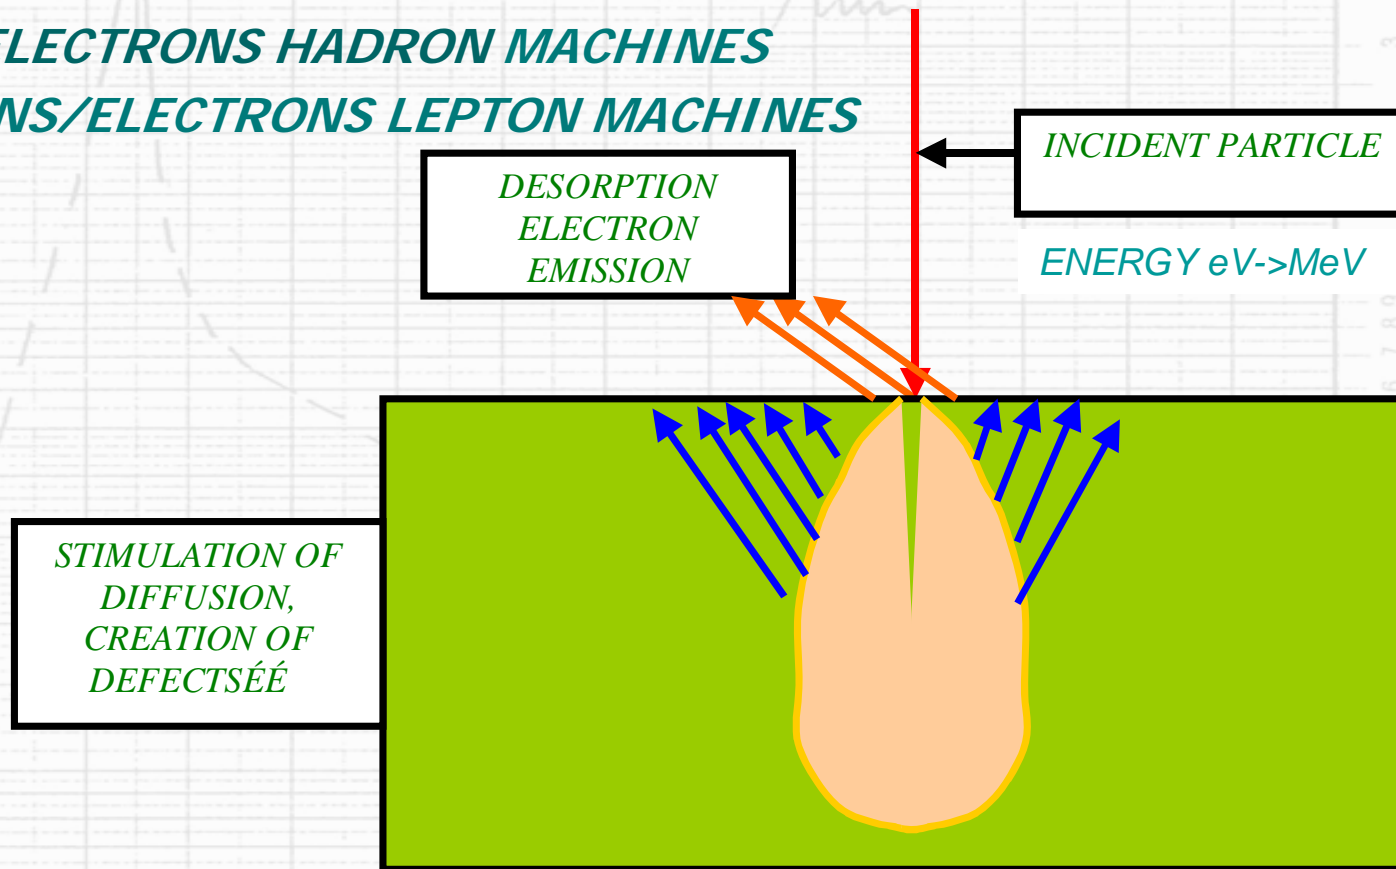 ELECTRONS HADRON MACHINES
NS/ELECTRONS LEPTON MACHINES
INCIDENT PARTICLE
DESORPTION
ELECTRON
EMISSION
ENERGY eV->MeV
STIMULATION OF
DIFFUSION,
CREATION OF
DEFECTSÉÉ